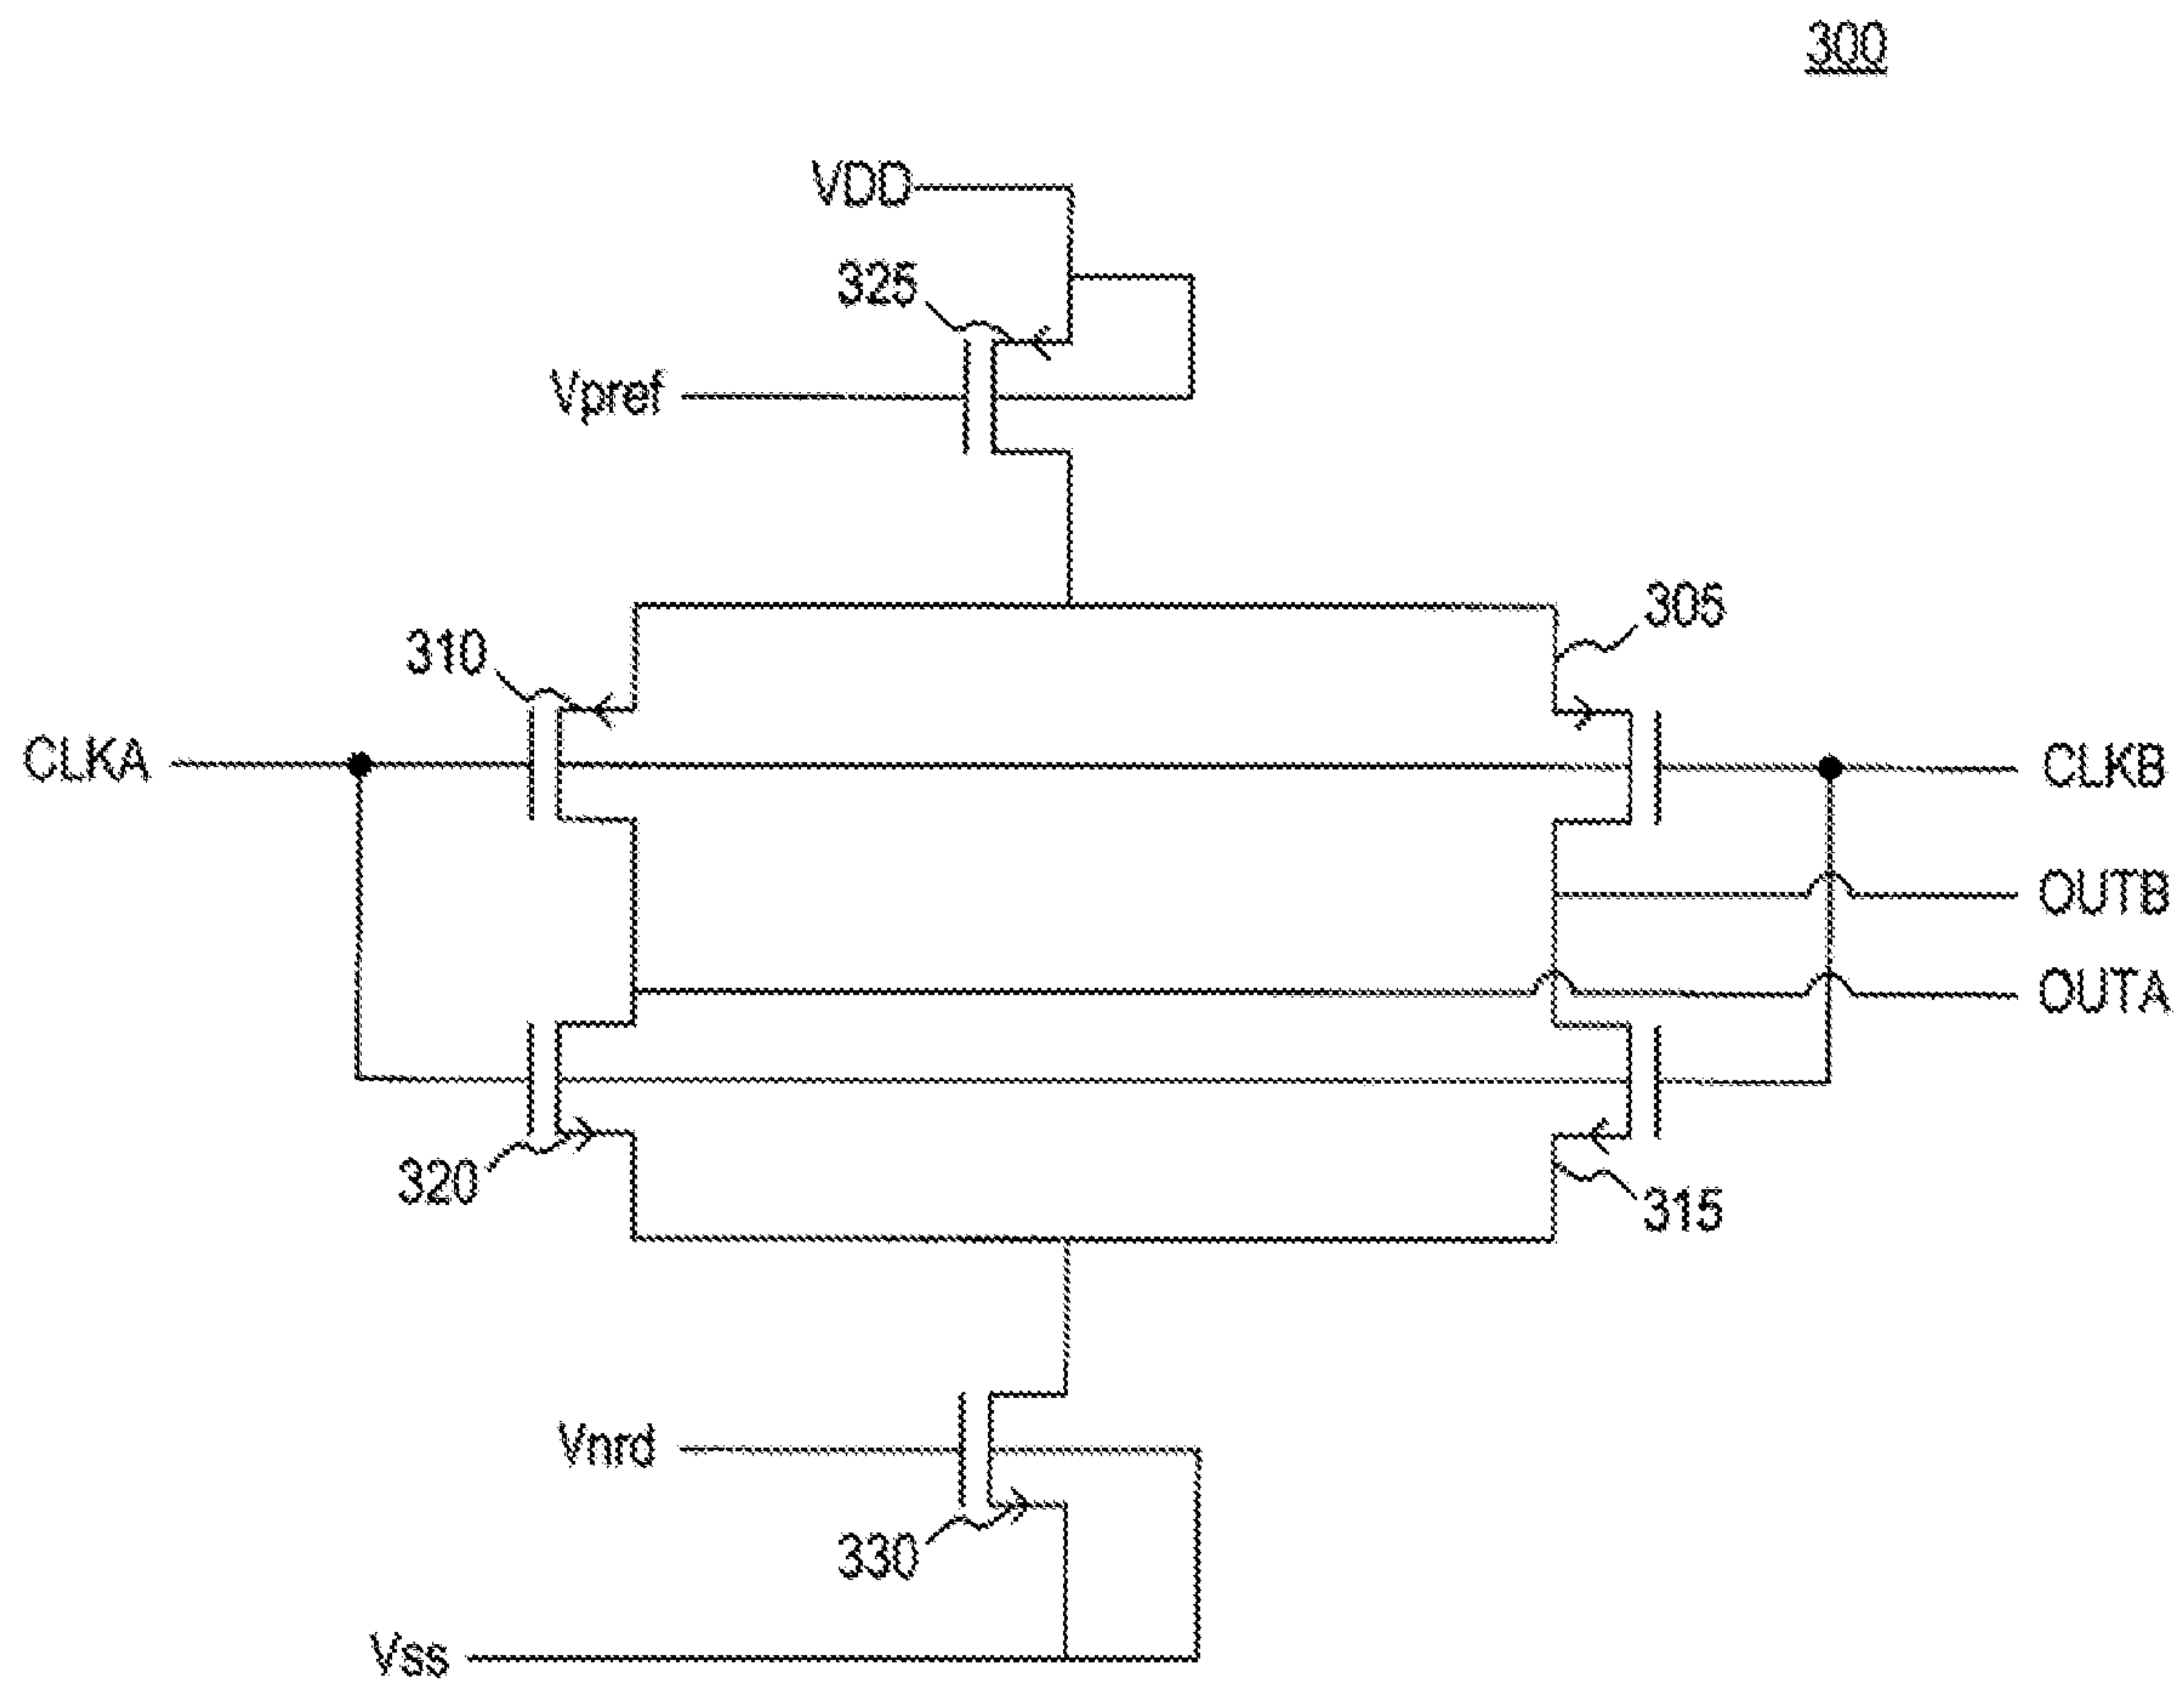 300
VDD
325
Vpref
305
310
CLKA
CLKB
OUTB
OUTA
320
315
Vnrd
330
Vss